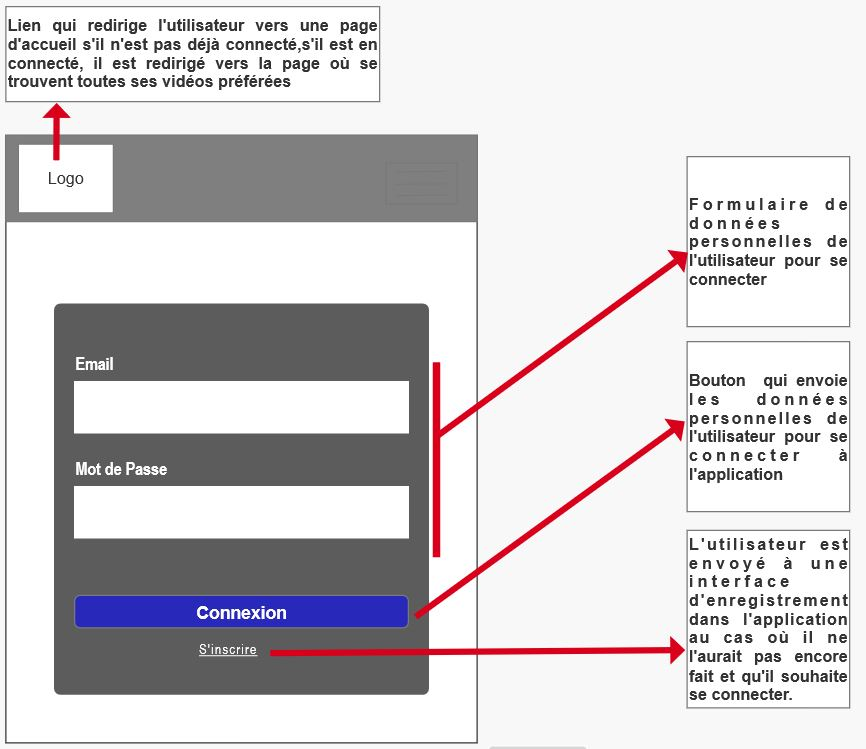 Lien qui redirige l'utilisateur vers une page
d'accueil s'il n'est pas déjà connecté,s'il est en
connecté, il est redirigé vers la page où se
trouvent toutes ses vidéos préférées
Logo
Email
Mot de Passe
Connexion
S'inscrire
Formulaire de
données
personnelles de
l'utilisateur pour se
connecter
Bouton qui envoie
les données
personnelles de
l'utilisateur pour se
connecter à
l'application
L'utilisateur est
envoyé à une
interface
d'enregistrement
dans l'application
au cas où il ne
l'aurait pas encore
fait et qu'il souhaite
se connecter.